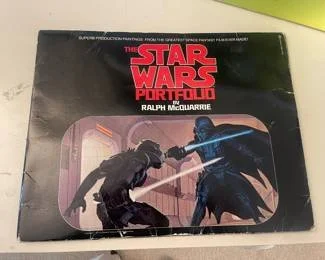 SUPERB PRODUCTION PAINTINGS FROM THE GREATEST SPACE FANTASY FILM EVER MADE!
THE
STAR
WARS
PORTFOLIO
BY
RALPH McQUARRIE